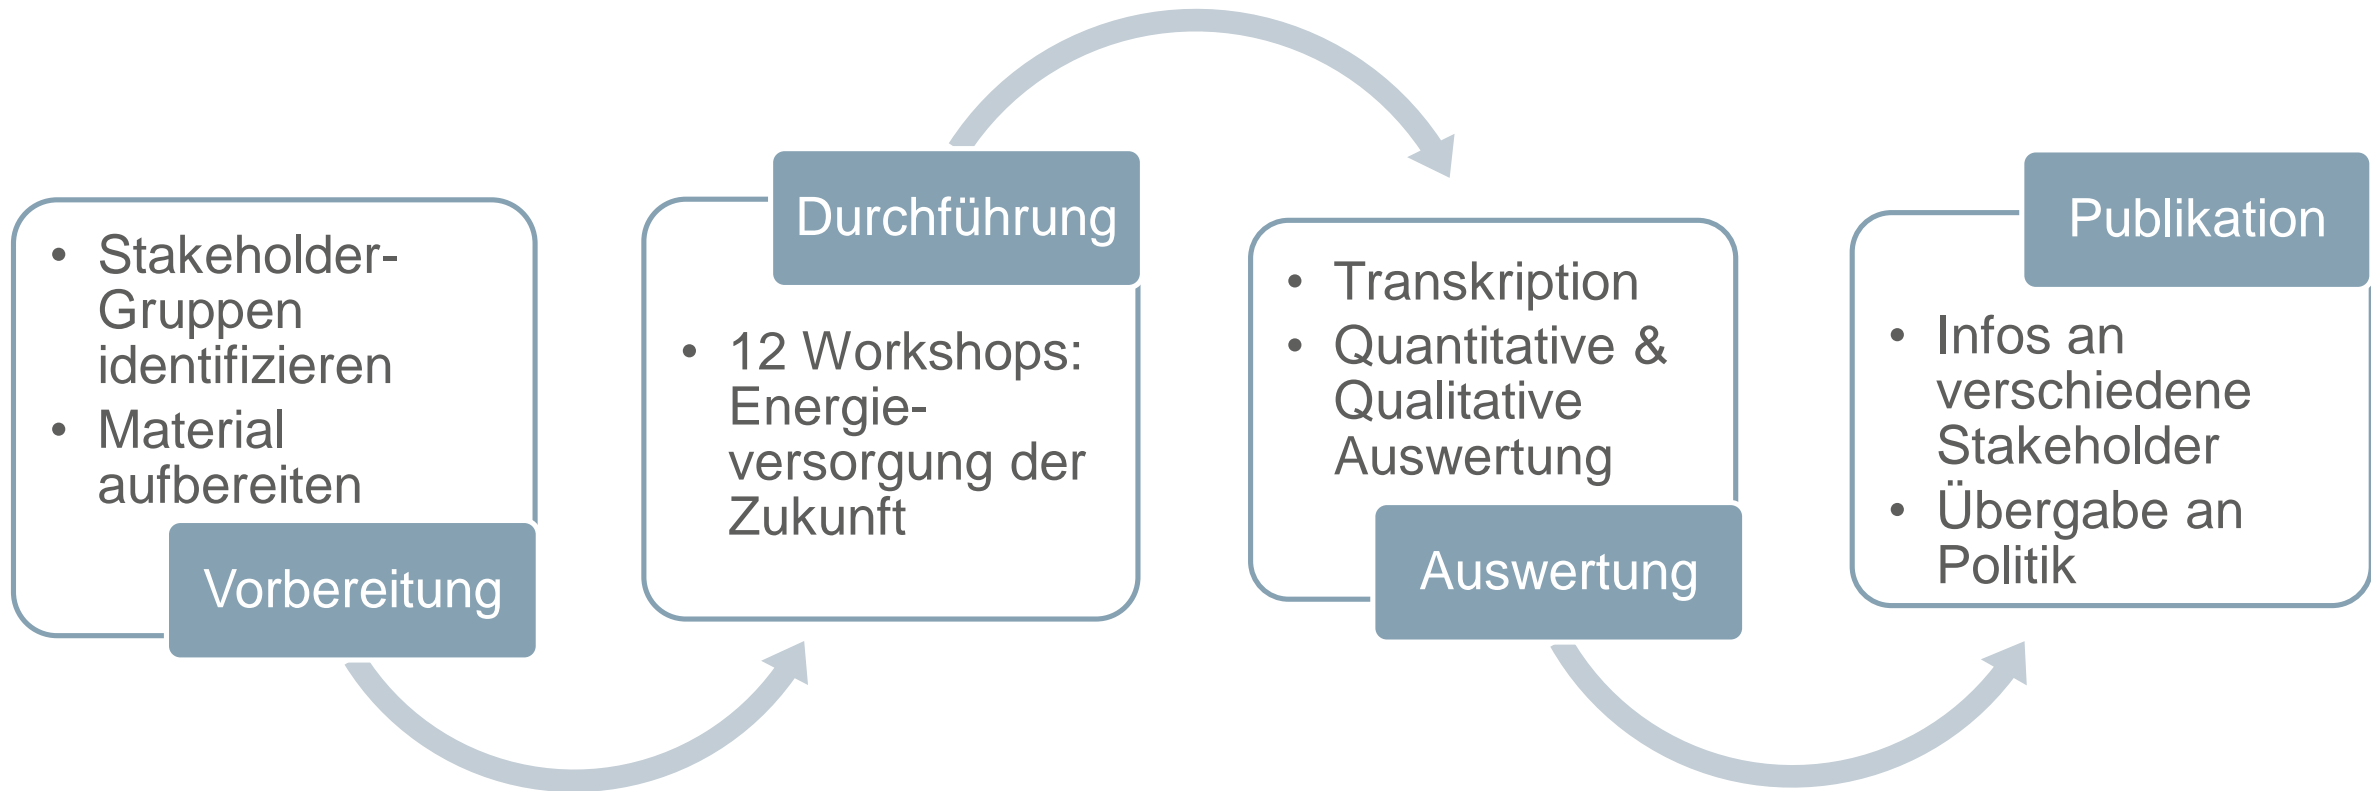 • Stakeholder-
Gruppen
identifizieren
• Material
aufbereiten
Vorbereitung
Durchführung
• 12 Workshops:
Energie-
versorgung der
Zukunft
• Transkription
• Quantitative &
Qualitative
Auswertung
Auswertung
Publikation
• Infos an
verschiedene
Stakeholder
• Übergabe an
Politik